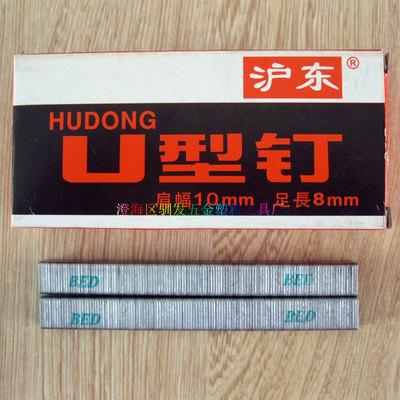 沪东®
HUDONG
U型钉
肩幅10mm 足長8mm
澄海区驯发五金塑料工具厂
BED BED
BED BED